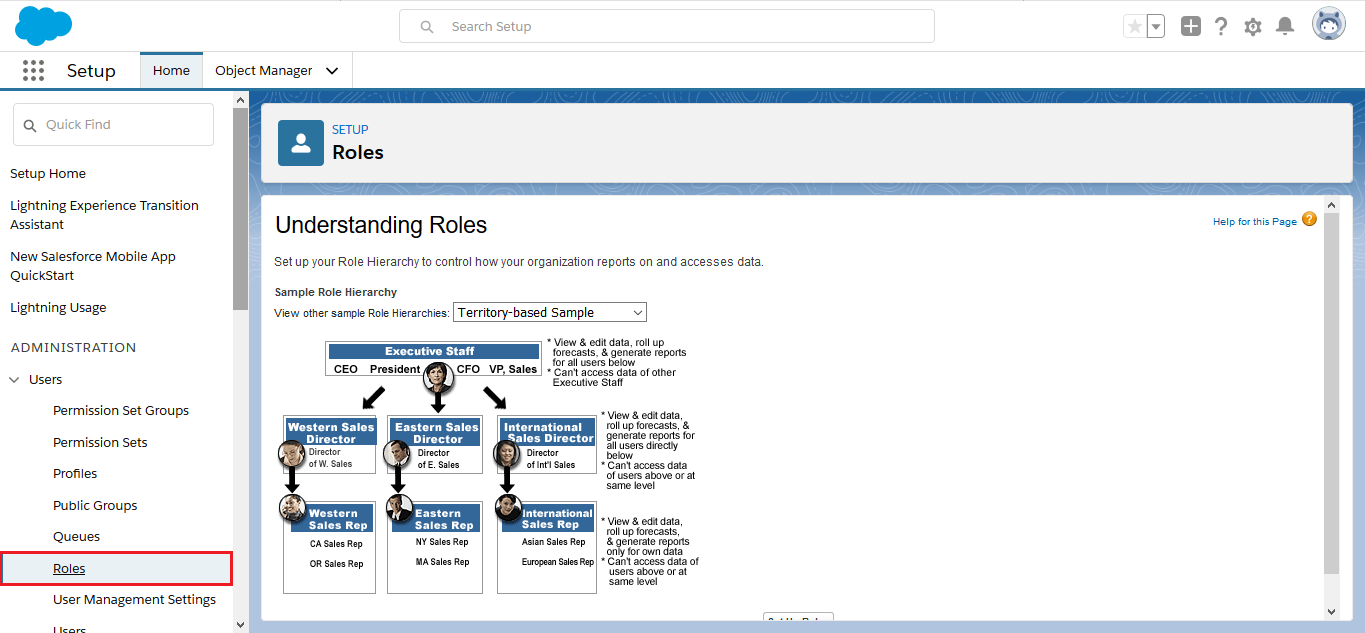 Search Setup
Setup
Home
Object Manager
Quick Find
Setup Home
Lightning Experience Transition
Assistant
New Salesforce Mobile App
QuickStart
Lightning Usage
ADMINISTRATION
Users
Permission Set Groups
Permission Sets
Profiles
Public Groups
Queues
Roles
User Management Settings
Users
SETUP
Roles
Understanding Roles
Help for this Page
Set up your Role Hierarchy to control how your organization reports on and accesses data.
Sample Role Hierarchy
View other sample Role Hierarchies: Territory-based Sample
Executive Staff
CEO President CFO VP, Sales
* View & edit data, roll up
forecasts, & generate reports
for all users below
* Can't access data of other
Executive Staff
Western Sales
Director
Director
of W. Sales
Eastern Sales
Director
Director
of E. Sales
International
Sales Director
Director
of Int'l Sales
* View & edit data,
roll up forecasts, &
generate reports for
all users directly
below
* Can't access data
of users above or at
same level
Western
Sales Rep
CA Sales Rep
OR Sales Rep
Eastern
Sales Rep
NY Sales Rep
MA Sales Rep
International
Sales Rep
Asian Sales Rep
European Sales Rep
* View & edit data,
roll up forecasts,
& generate reports
only for own data
* Can't access data of
users above or at
same level